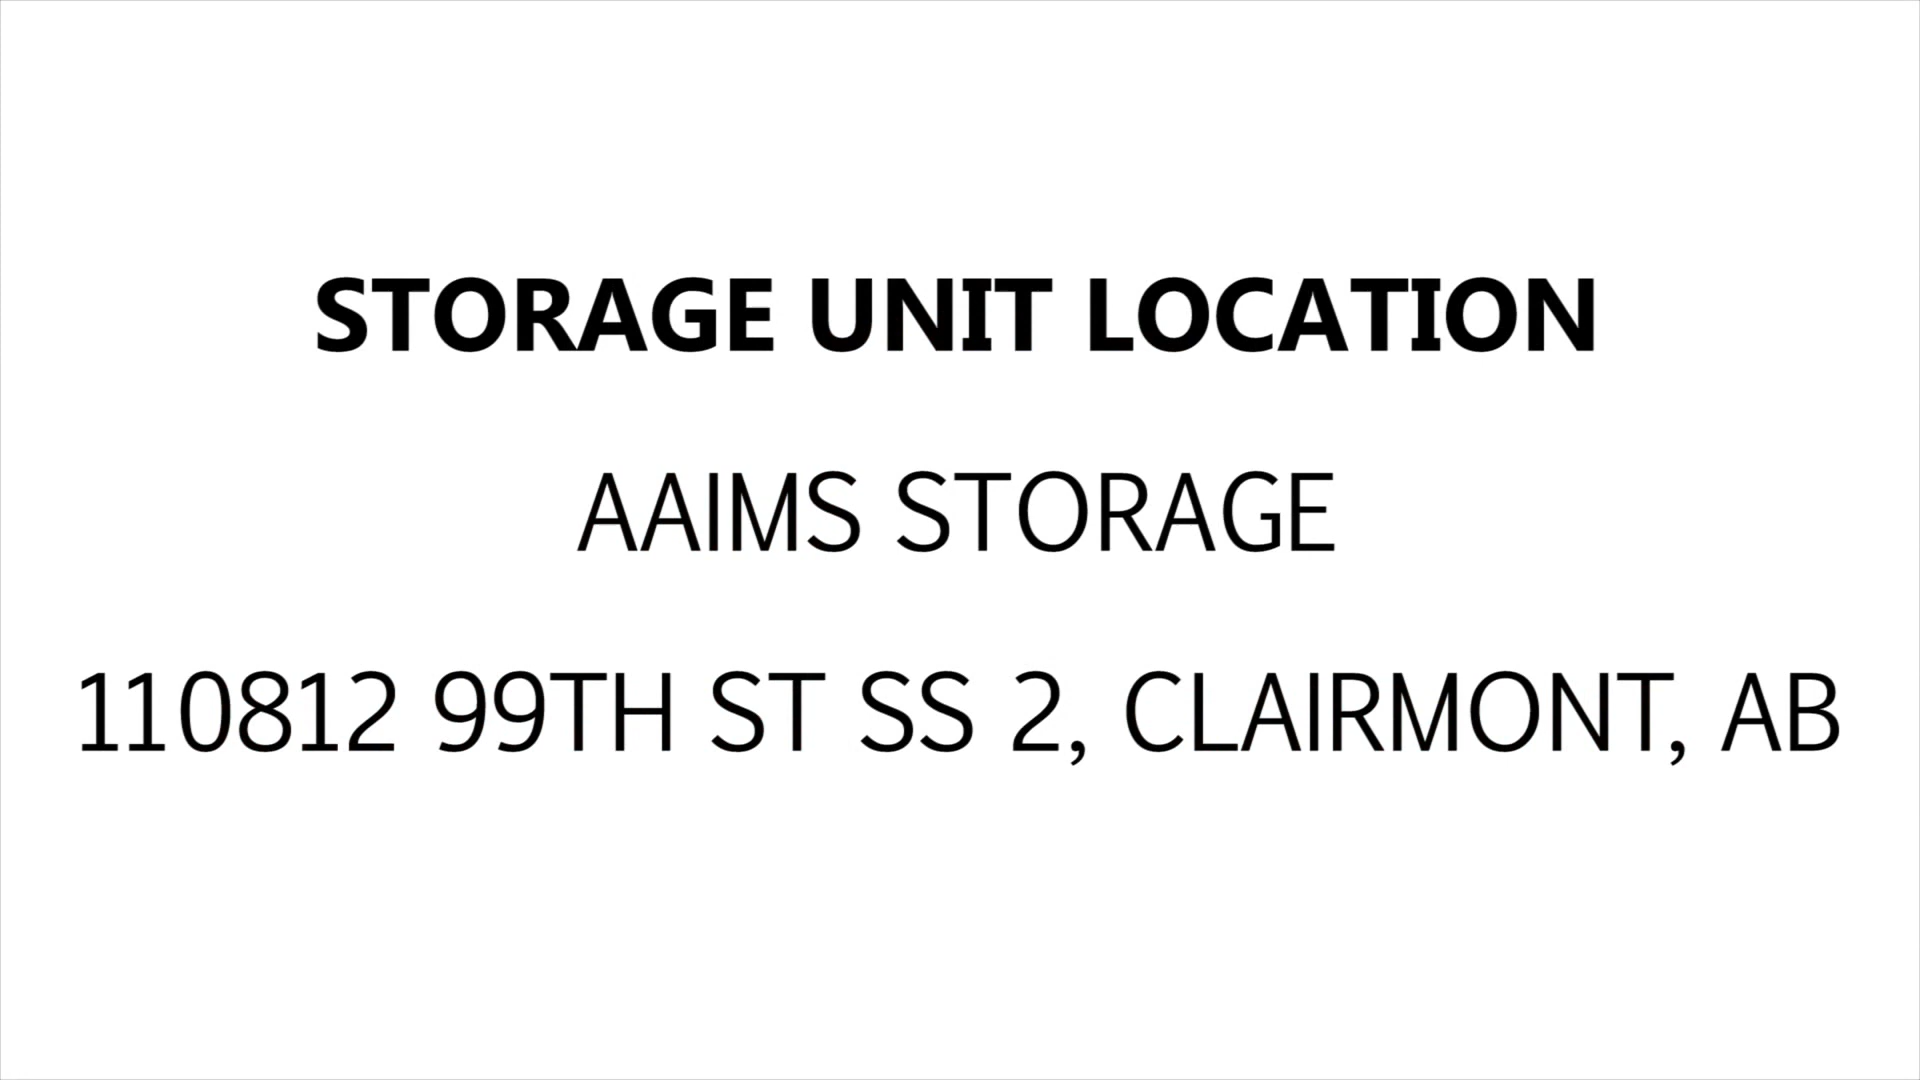 STORAGE UNIT LOCATION
AAIMS STORAGE
110812 99TH ST SS 2, CLAIRMONT, AB